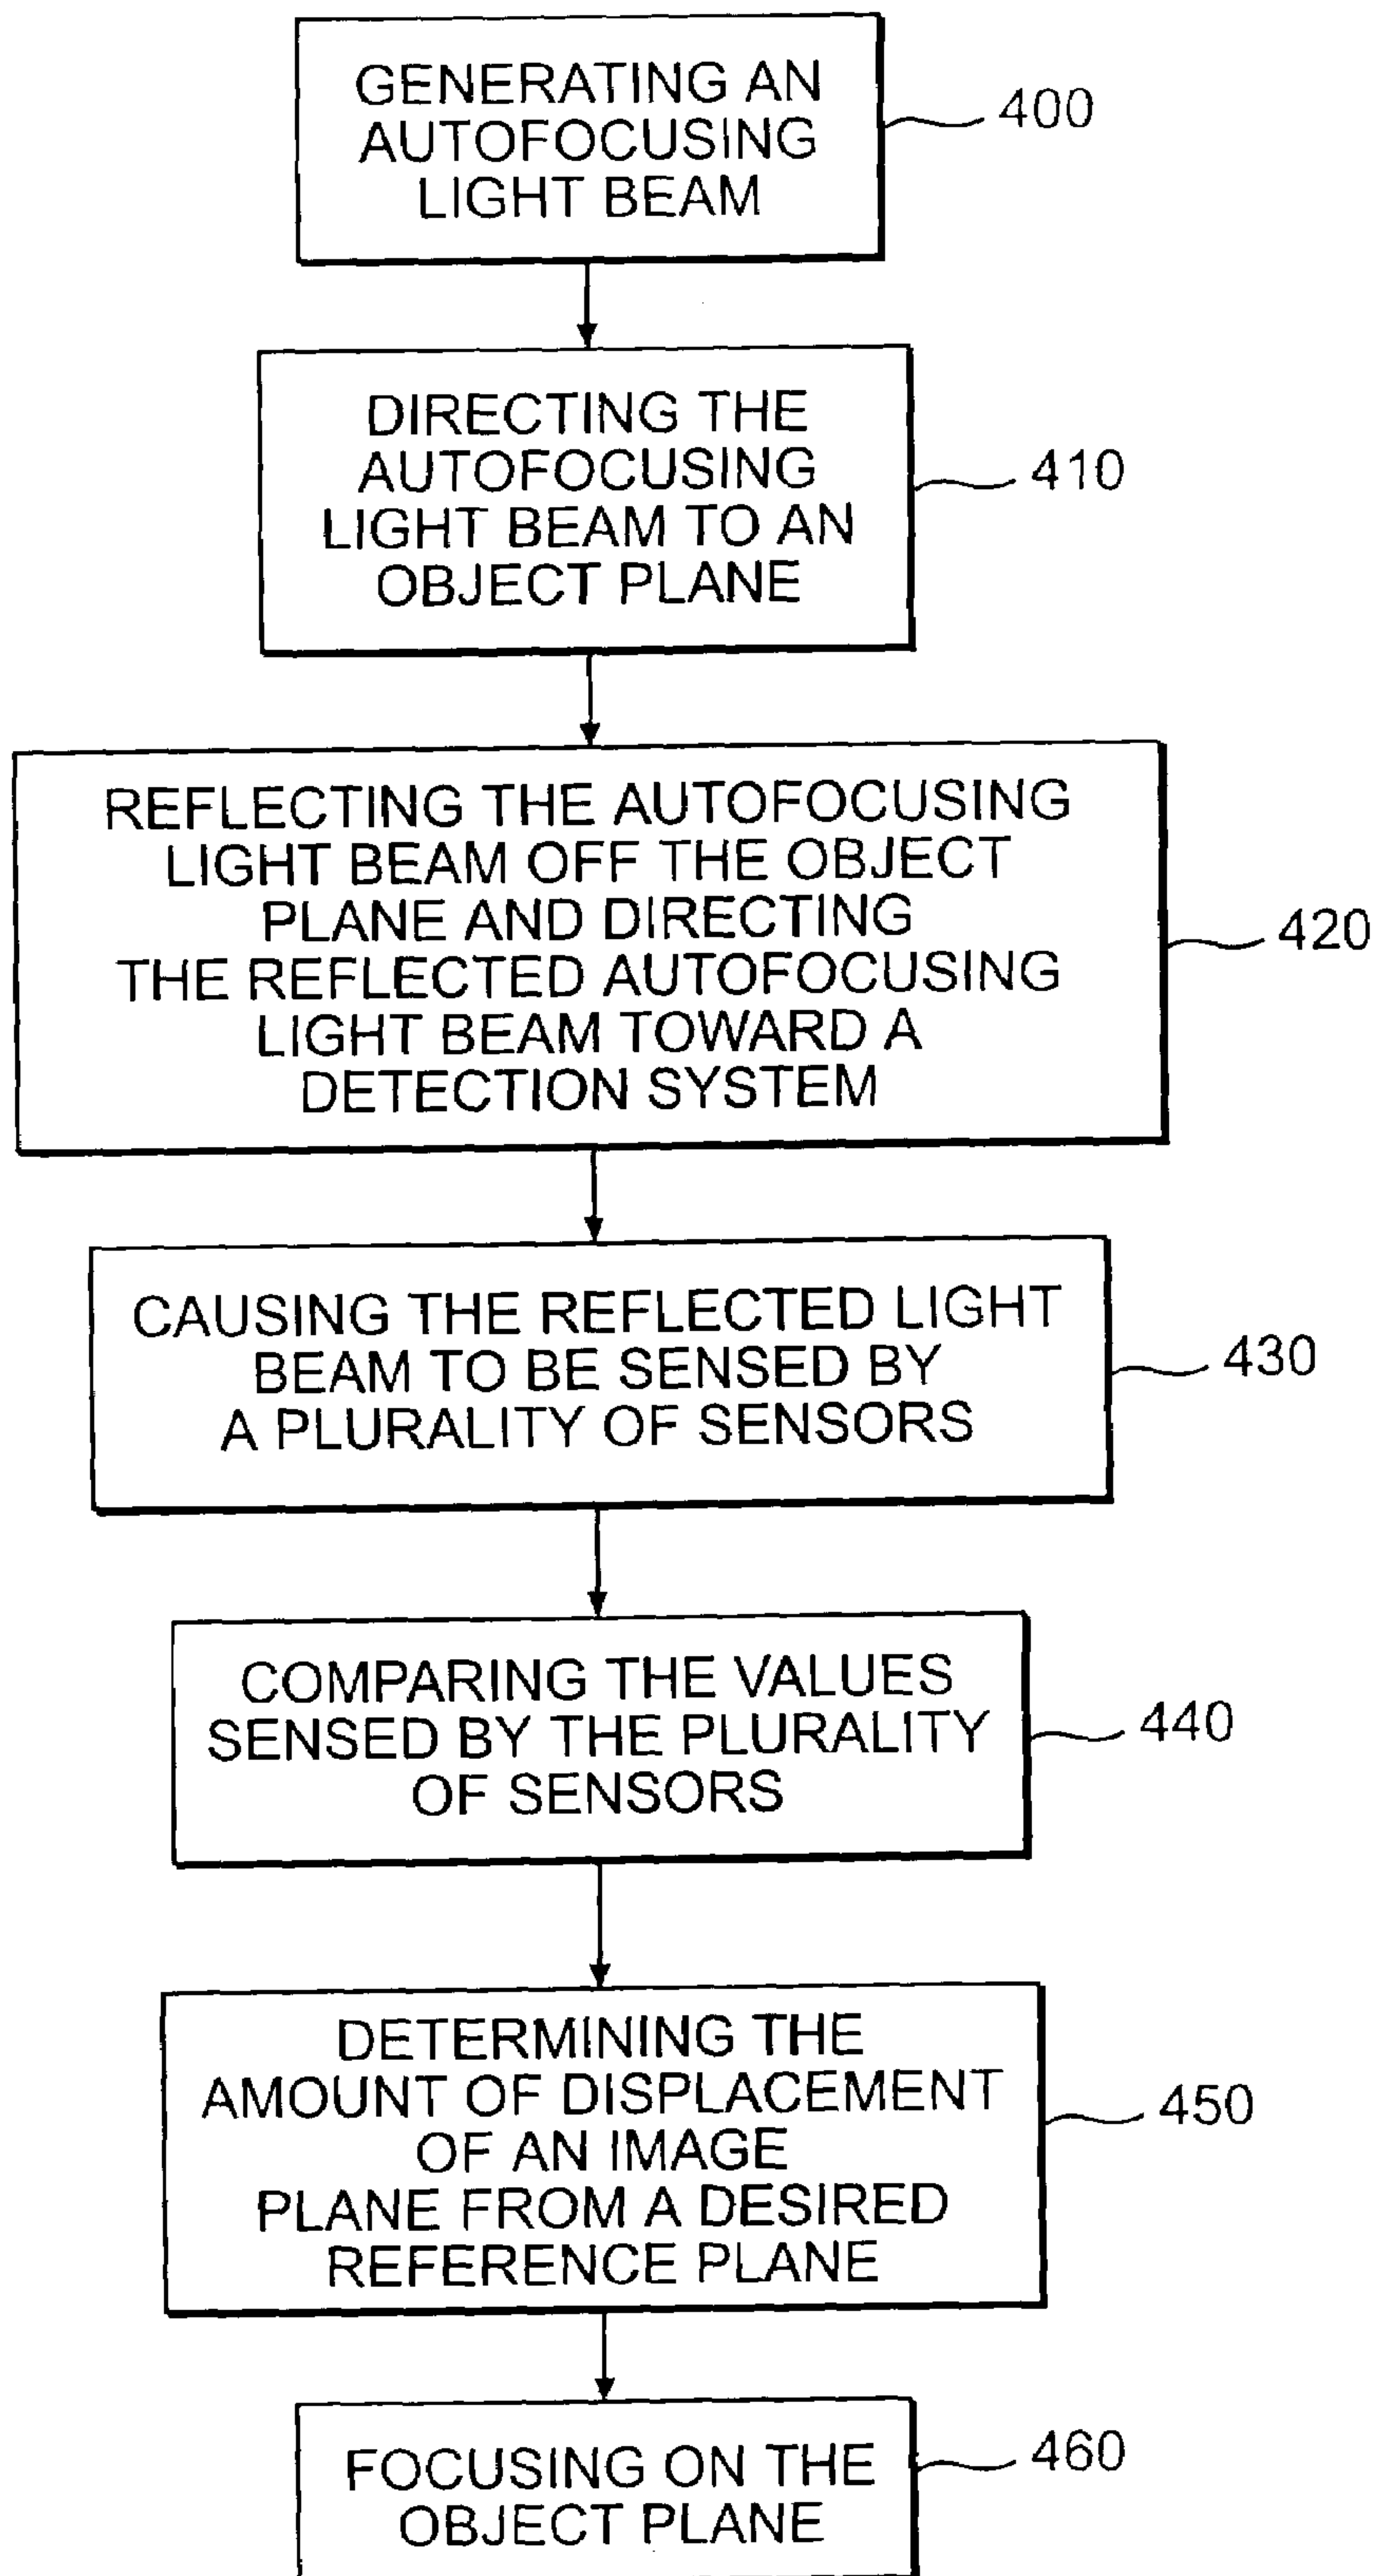 GENERATING AN
AUTOFOCUSING
LIGHT BEAM
400
DIRECTING THE
AUTOFOCUSING
LIGHT BEAM TO AN
OBJECT PLANE
410
REFLECTING THE AUTOFOCUSING
LIGHT BEAM OFF THE OBJECT
PLANE AND DIRECTING
THE REFLECTED AUTOFOCUSING
LIGHT BEAM TOWARD A
DETECTION SYSTEM
420
CAUSING THE REFLECTED LIGHT
BEAM TO BE SENSED BY
A PLURALITY OF SENSORS
430
COMPARING THE VALUES
SENSED BY THE PLURALITY
OF SENSORS
440
DETERMINING THE
AMOUNT OF DISPLACEMENT
OF AN IMAGE
PLANE FROM A DESIRED
REFERENCE PLANE
450
FOCUSING ON THE
OBJECT PLANE
460